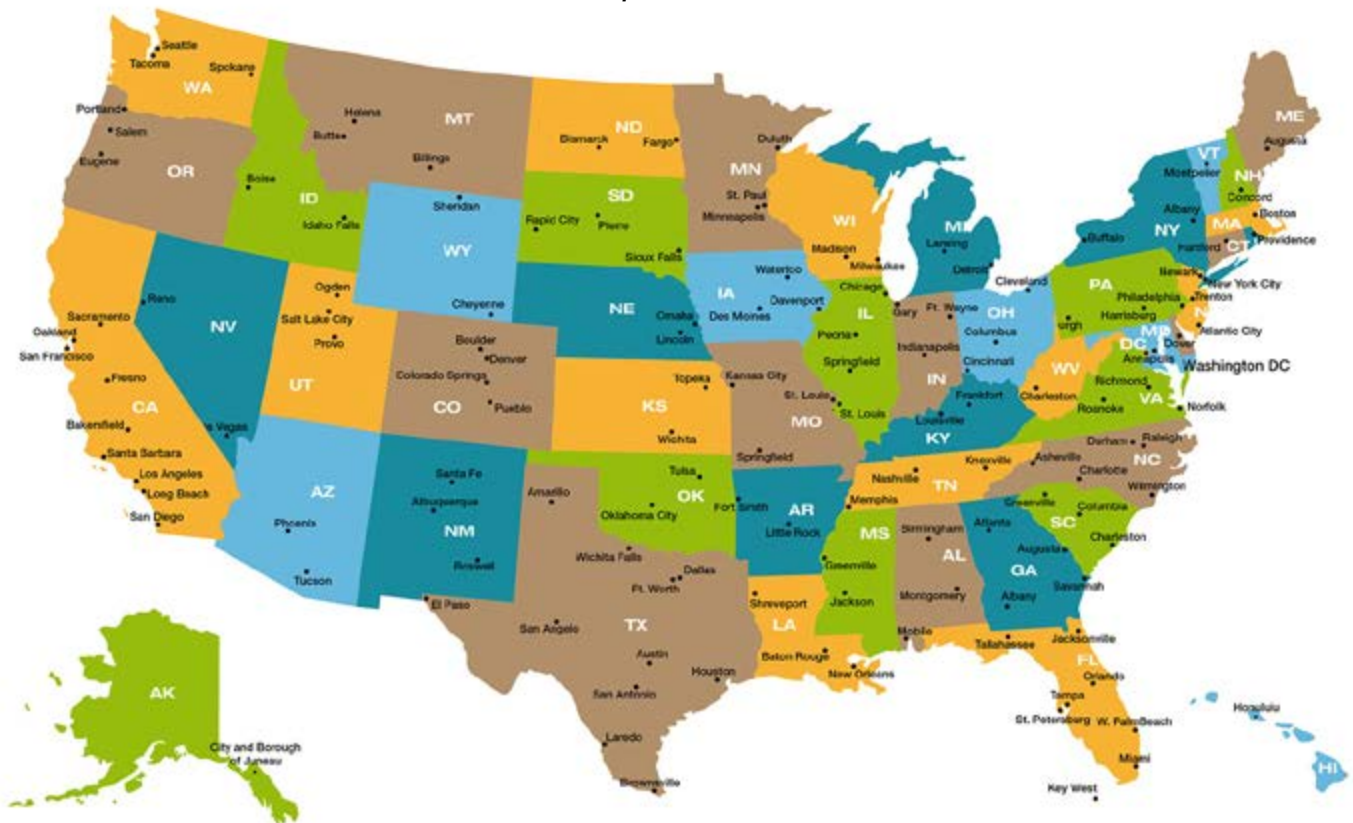 Seattle
Tacoma
Spokane
WA
Portland
Salem
Eugene
OR
Helena
Butte
MT
Billings
Boise
ID
Idaho Falls
Bismarck
ND
Fargo
Duluth
MN
St. Paul
Minneapolis
Sheridan
WY
Cheyenne
Rapid City
SD
Pierre
Sioux Falls
WI
Madison
Milwaukee
MI
Lansing
Detroit
ME
Augusta
VT
Montpelier
NH
Concord
Albany
NY
Buffalo
MA
Boston
Hartford
CT
Providence
Reno
NV
Sacramento
Oakland
San Francisco
Fresno
CA
Bakersfield
Santa Barbara
Los Angeles
Long Beach
San Diego
s Vegas
Ogden
Salt Lake City
Provo
UT
Boulder
Denver
Colorado Springs
CO
Pueblo
NE
Omaha
Lincoln
Waterloo
IA
Des Moines
Davenport
Chicago
IL
Peoria
Springfield
St. Louis
Gary
Ft. Wayne
Indianapolis
IN
Cleveland
OH
Columbus
Cincinnati
PA
urgh
Philadelphia
Harrisburg
Newark
New York City
Trenton
N
Atlantic City
MD
DC
Dover
Annapolis
Washington DC
WV
Charleston
Richmond
VA
Roanoke
Norfolk
Topeka
KS
Wichita
Kansas City
St. Louis
MO
Springfield
Frankfort
Louisville
KY
AZ
Phoenix
Tucson
Santa Fe
Albuquerque
NM
Roswell
Amarillo
Tulsa
OK
Oklahoma City
Fort Smith
AR
Little Rock
Nashville
Knoxville
TN
Memphis
Asheville
Durham
Raleigh
NC
Charlotte
Wilmington
Greenville
Columbia
SC
Charleston
Wichita Falls
Dallas
Ft. Worth
El Paso
San Angelo
TX
Austin
Houston
San Antonio
Laredo
Brownsville
Shreveport
LA
Baton Rouge
New Orleans
MS
Greenville
Jackson
Birmingham
AL
Montgomery
Mobile
Atlanta
Augusta
GA
Savannah
Albany
Tallahassee
Jacksonville
FL
Orlando
Tampa
St. Petersburg
W. PalmBeach
Miami
Key West
AK
City and Borough
of Juneau
Honolulu
HI